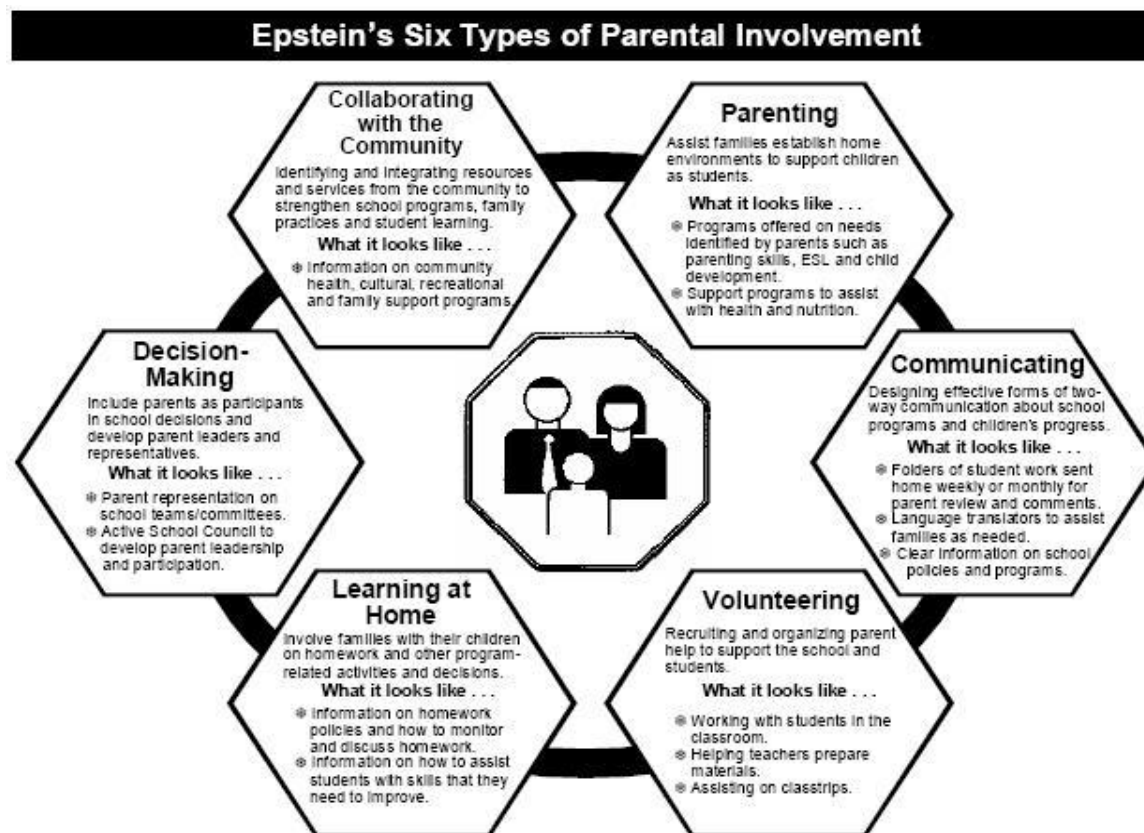 Epstein's Six Types of Parental Involvement
Collaborating
with the
Community
Identifying and integrating resources
and services from the community to
strengthen school programs, family
practices and student learning.
What it looks like . . .
❄ Information on community
health, cultural, recreational
and family support programs.
Parenting
Assist families establish home
environments to support children
as students.
What it looks like . . .
❄ Programs offered on needs
identified by parents such as
parenting skills, ESL and child
development.
❄ Support programs to assist
with health and nutrition.
Decision-
Making
Include parents as participants
in school decisions and
develop parent leaders and
representatives.
What it looks like . . .
❄ Parent representation on
school teams/committees.
❄ Active School Council to
develop parent leadership
and participation.
Communicating
Designing effective forms of two-
way communication about school
programs and children's progress.
What it looks like . . .
❄ Folders of student work sent
home weekly or monthly for
parent review and comments.
❄ Language translators to assist
families as needed.
❄ Clear information on school
policies and programs.
Learning at
Home
Involve families with their children
on homework and other program-
related activities and decisions.
What it looks like . . .
❄ Information on homework
policies and how to monitor
and discuss homework.
❄ Information on how to assist
students with skills that they
need to improve.
Volunteering
Recruiting and organizing parent
help to support the school and
students.
What it looks like . . .
❄ Working with students in the
classroom.
❄ Helping teachers prepare
materials.
❄ Assisting on classtrips.